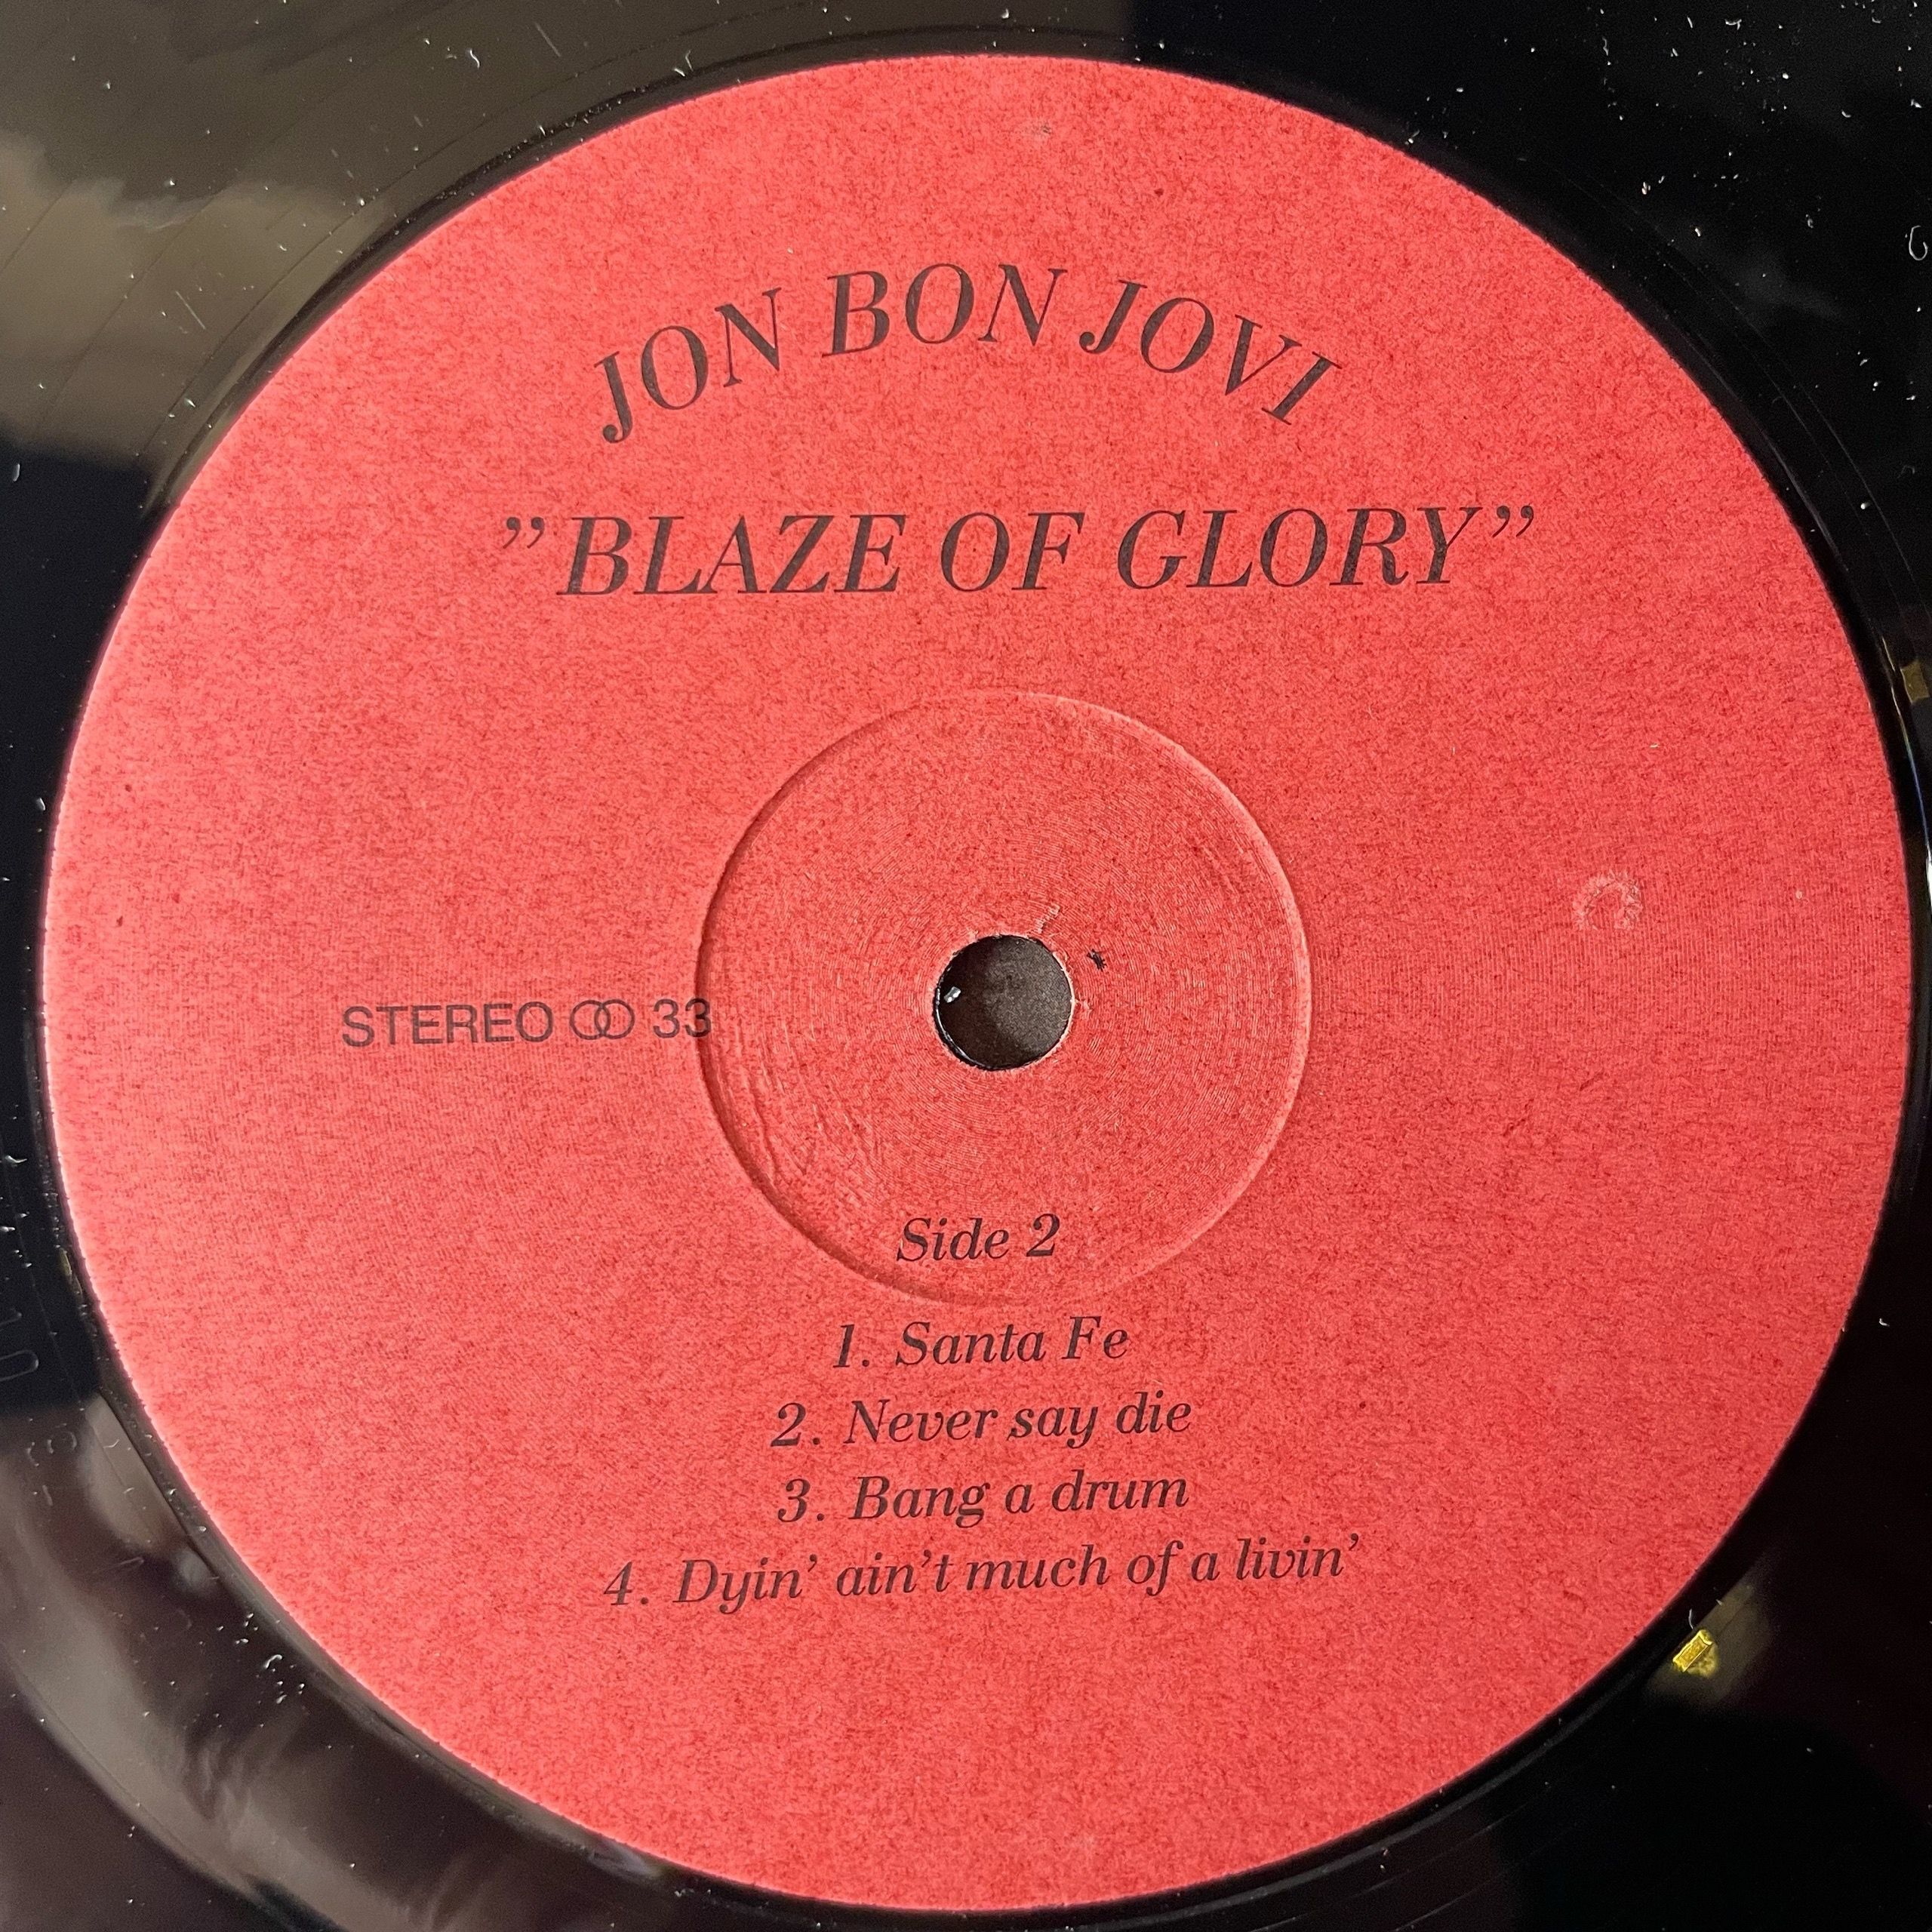 JON BON JOVI
”BLAZE OF GLORY”
STEREO 33
Side 2
1. Santa Fe
2. Never say die
3. Bang a drum
4. Dyin’ ain’t much of a livin’